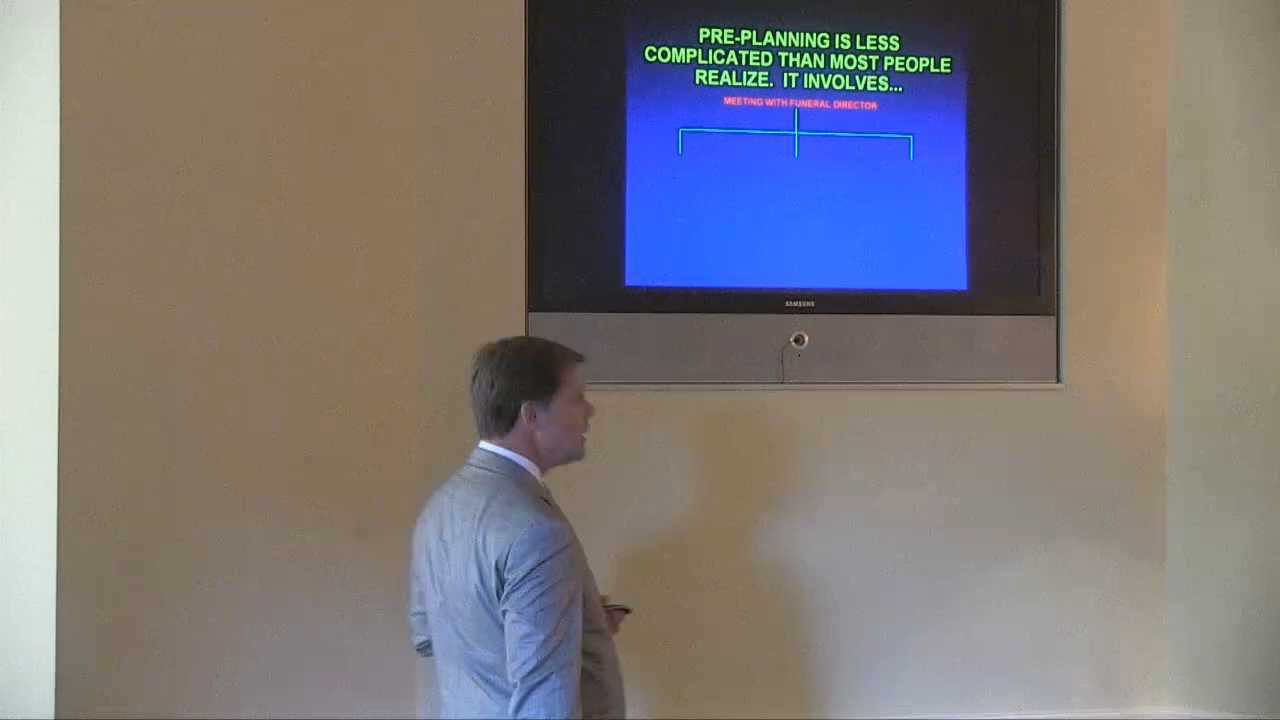 PRE-PLANNING IS LESS
COMPLICATED THAN MOST PEOPLE
REALIZE. IT INVOLVES...
MEETING WITH FUNERAL DIRECTOR
SAMSUNG